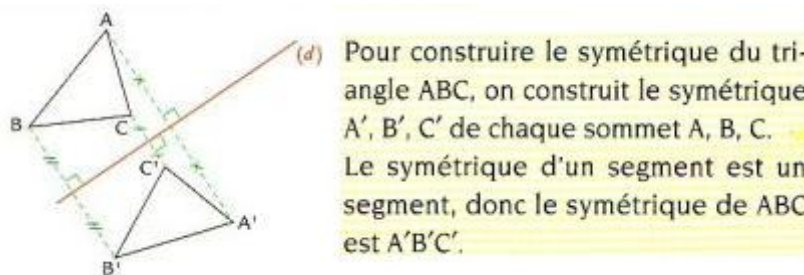 A
(d)
B
C
C'
A'
B'
Pour construire le symétrique du tri-
angle ABC, on construit le symétrique
A′, B′, C′ de chaque sommet A, B, C.
Le symétrique d'un segment est un
segment, donc le symétrique de ABC
est A′B′C′.